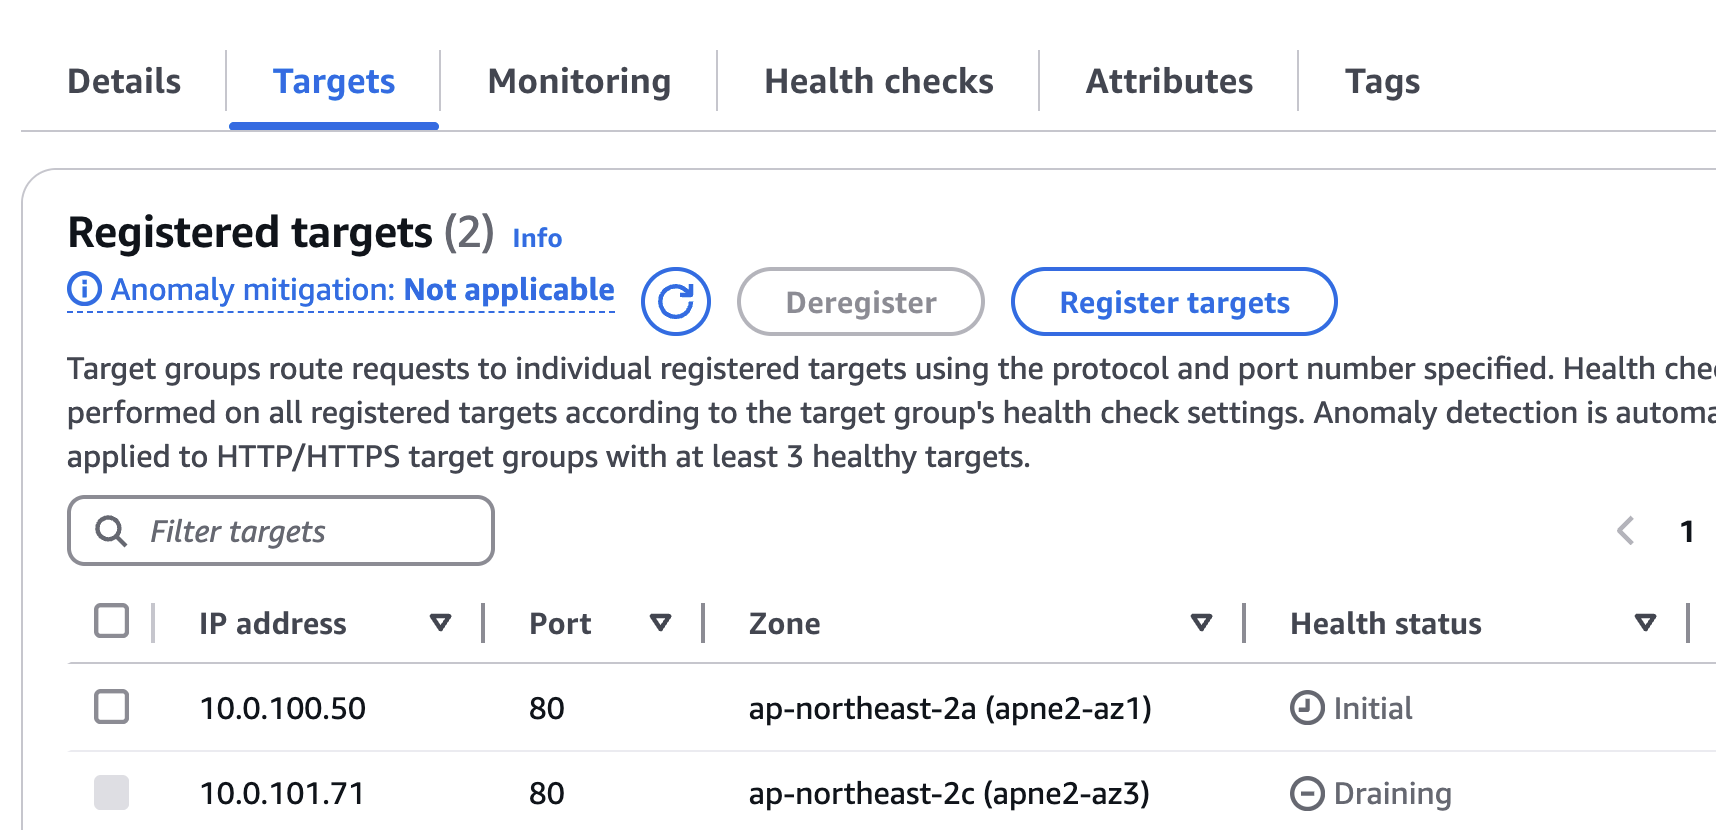 Details Targets Monitoring Health checks Attributes Tags
Registered targets (2) Info
Anomaly mitigation: Not applicable Deregister Register targets
Target groups route requests to individual registered targets using the protocol and port number specified. Health che
performed on all registered targets according to the target group's health check settings. Anomaly detection is automa
applied to HTTP/HTTPS target groups with at least 3 healthy targets.
Filter targets 1
IP address Port Zone Health status
10.0.100.50 80 ap-northeast-2a (apne2-az1) Initial
10.0.101.71 80 ap-northeast-2c (apne2-az3) Draining